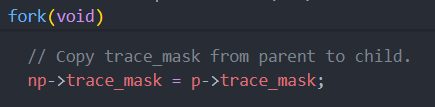 fork(void)
// Copy trace_mask from parent to child.
np->trace_mask = p->trace_mask;